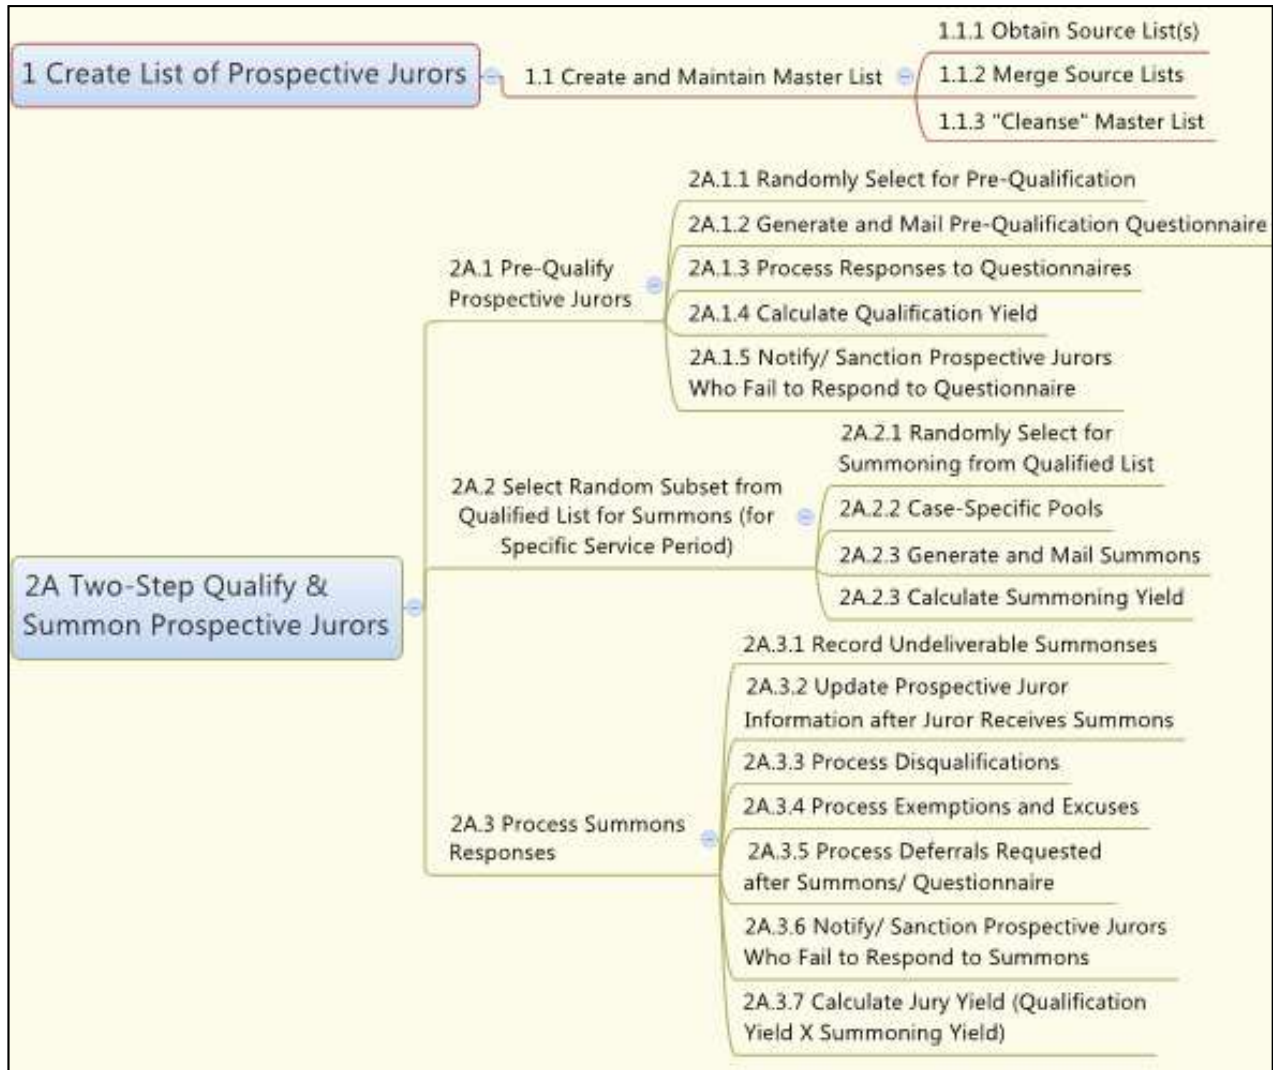 1 Create List of Prospective Jurors
1.1 Create and Maintain Master List
1.1.1 Obtain Source List(s)
1.1.2 Merge Source Lists
1.1.3 "Cleanse" Master List
2A Two-Step Qualify &
Summon Prospective Jurors
2A.1 Pre-Qualify
Prospective Jurors
2A.1.1 Randomly Select for Pre-Qualification
2A.1.2 Generate and Mail Pre-Qualification Questionnaire
2A.1.3 Process Responses to Questionnaires
2A.1.4 Calculate Qualification Yield
2A.1.5 Notify/ Sanction Prospective Jurors
Who Fail to Respond to Questionnaire
2A.2 Select Random Subset from
Qualified List for Summons (for
Specific Service Period)
2A.2.1 Randomly Select for
Summoning from Qualified List
2A.2.2 Case-Specific Pools
2A.2.3 Generate and Mail Summons
2A.2.3 Calculate Summoning Yield
2A.3 Process Summons
Responses
2A.3.1 Record Undeliverable Summonses
2A.3.2 Update Prospective Juror
Information after Juror Receives Summons
2A.3.3 Process Disqualifications
2A.3.4 Process Exemptions and Excuses
2A.3.5 Process Deferrals Requested
after Summons/ Questionnaire
2A.3.6 Notify/ Sanction Prospective Jurors
Who Fail to Respond to Summons
2A.3.7 Calculate Jury Yield (Qualification
Yield X Summoning Yield)